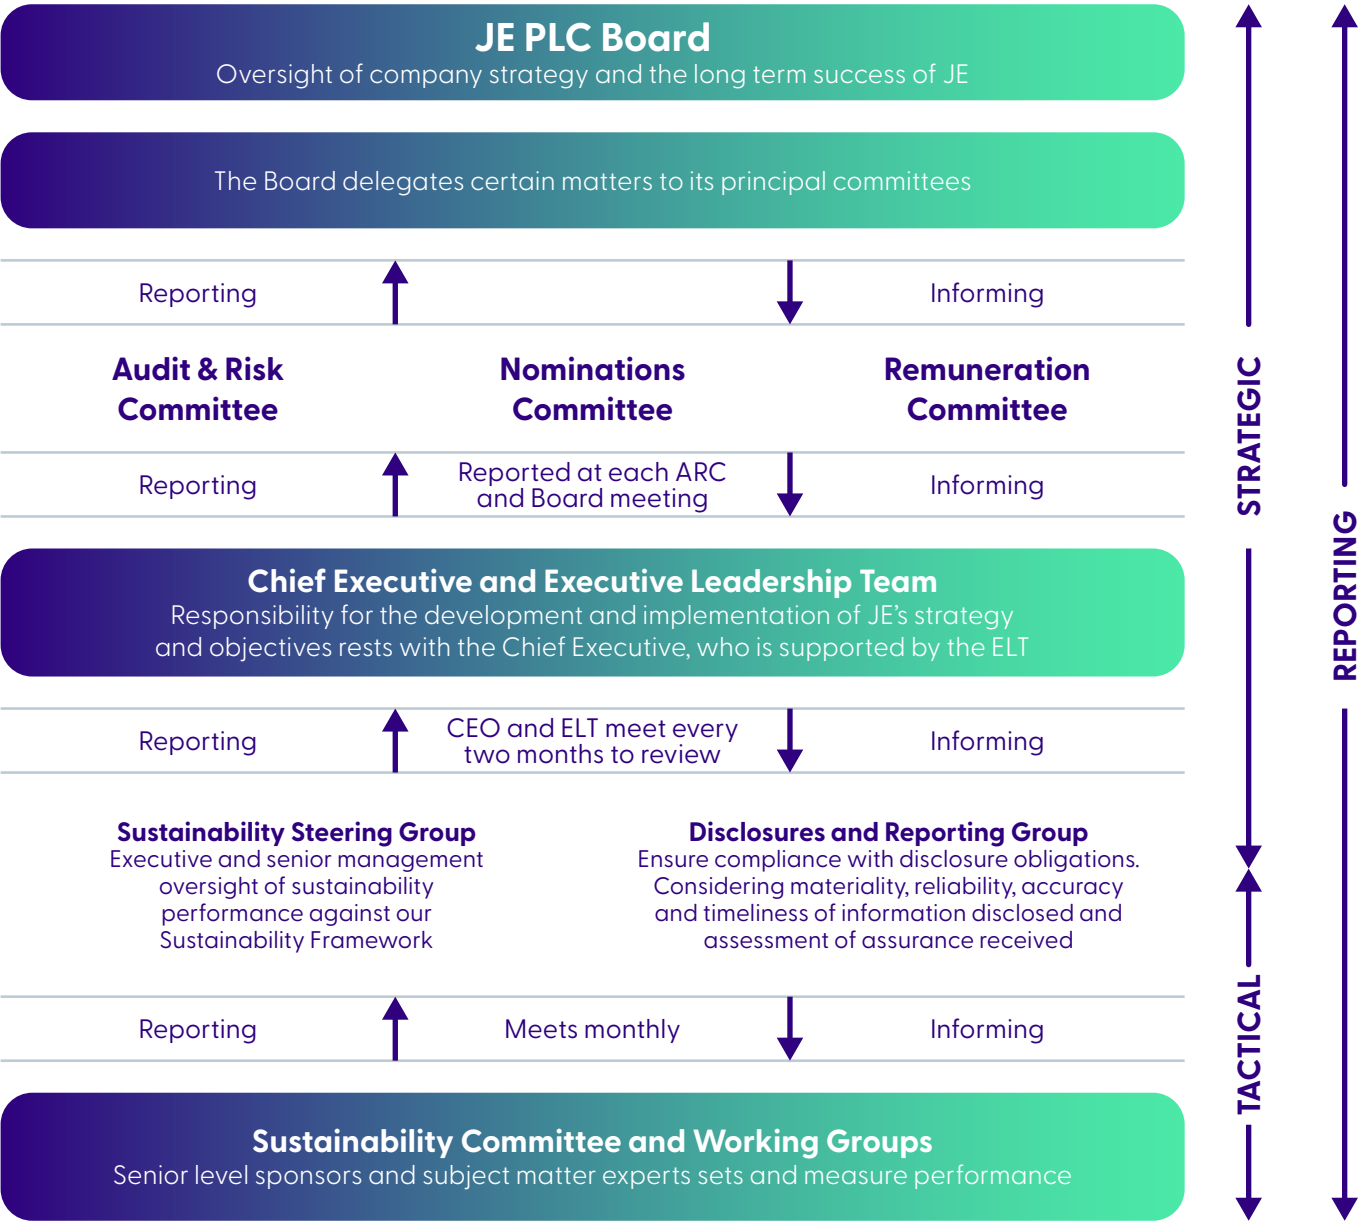 JE PLC Board
Oversight of company strategy and the long term success of JE
The Board delegates certain matters to its principal committees
Reporting
Informing
Audit & Risk
Committee
Nominations
Committee
Remuneration
Committee
Reporting
Reported at each ARC
and Board meeting
Informing
Chief Executive and Executive Leadership Team
Responsibility for the development and implementation of JE’s strategy
and objectives rests with the Chief Executive, who is supported by the ELT
Reporting
CEO and ELT meet every
two months to review
Informing
Sustainability Steering Group
Executive and senior management
oversight of sustainability
performance against our
Sustainability Framework
Disclosures and Reporting Group
Ensure compliance with disclosure obligations.
Considering materiality, reliability, accuracy
and timeliness of information disclosed and
assessment of assurance received
Reporting
Meets monthly
Informing
Sustainability Committee and Working Groups
Senior level sponsors and subject matter experts sets and measure performance
STRATEGIC
TACTICAL
REPORTING